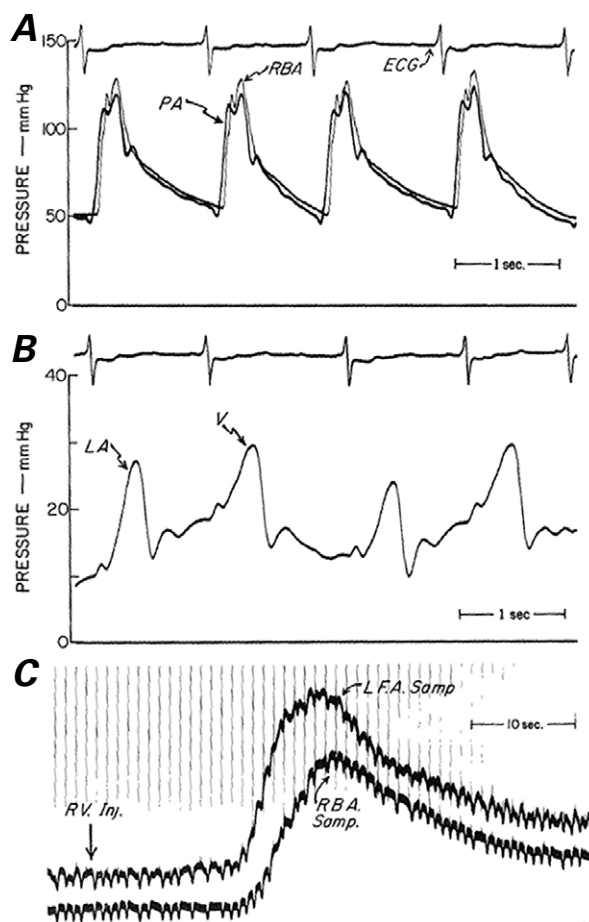 A
150
RBA
ECG
PA
100
PRESSURE — mm Hg
50
1 sec.
0
B
40
V
LA
PRESSURE — mm Hg
20
1 sec
0
C
L.F.A. Samp
10 sec.
R.V. Inj.
R.B.A.
Samp.